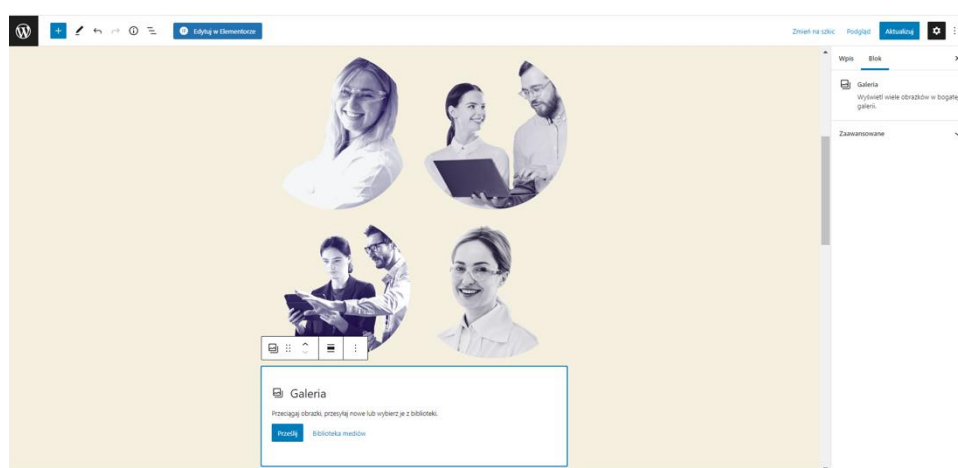 Edytuj w Elementorze
Zmień na szkic Podgląd Aktualizuj
Wpis Blok
Galeria
Wyświetl wiele obrazków w bogatej
galerii.
Zaawansowane
Galeria
Przeciągaj obrazki, przesyłaj nowe lub wybierz je z biblioteki.
Prześlij Biblioteka mediów